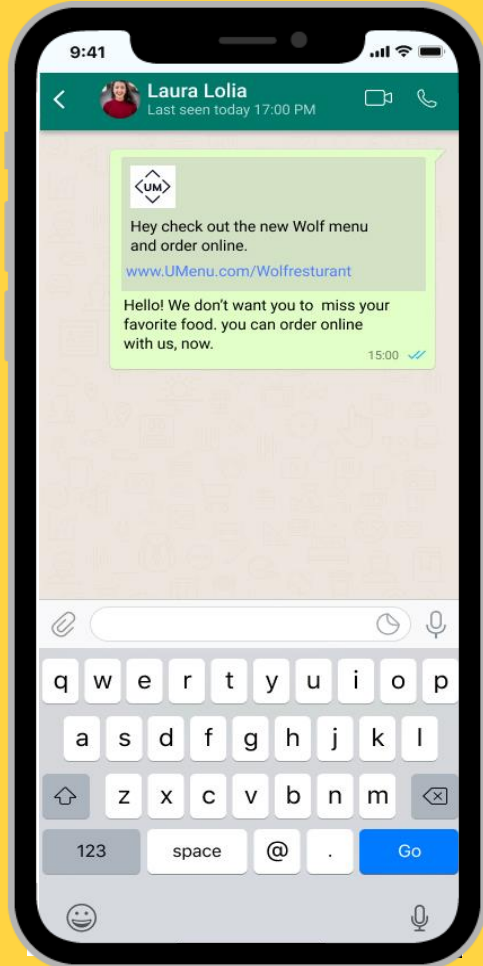 9:41
Laura Lolia
Last seen today 17:00 PM
UM
Hey check out the new Wolf menu
and order online.
www.UMenu.com/Wolfresturant
Hello! We don't want you to miss your
favorite food. you can order online
with us, now.
15:00
q w e r t y u i o p
a s d f g h j k l
z x c v b n m
123 space @ . Go